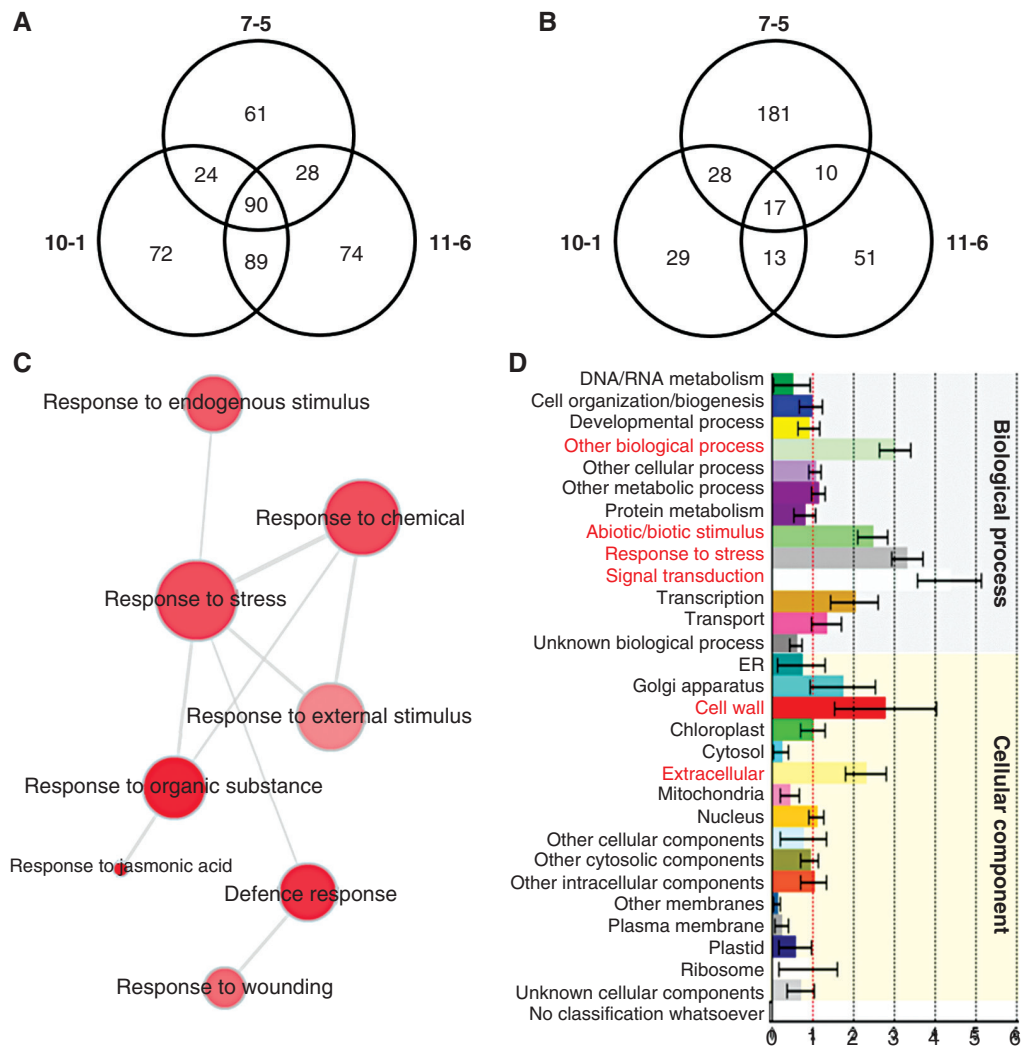 A
7-5
61
24
28
90
10-1
11-6
72
89
74
B
7-5
181
28
10
17
10-1
11-6
29
13
51
C
Response to endogenous stimulus
Response to chemical
Response to stress
Response to external stimulus
Response to organic substance
Response to jasmonic acid
Defence response
Response to wounding
D
DNA/RNA metabolism
Cell organization/biogenesis
Developmental process
Other biological process
Other cellular process
Other metabolic process
Protein metabolism
Abiotic/biotic stimulus
Response to stress
Signal transduction
Transcription
Transport
Unknown biological process
Biological process
ER
Golgi apparatus
Cell wall
Chloroplast
Cytosol
Extracellular
Mitochondria
Nucleus
Other cellular components
Other cytosolic components
Other intracellular components
Other membranes
Plasma membrane
Plastid
Ribosome
Unknown cellular components
No classification whatsoever
Cellular component
0 1 2 3 4 5 6